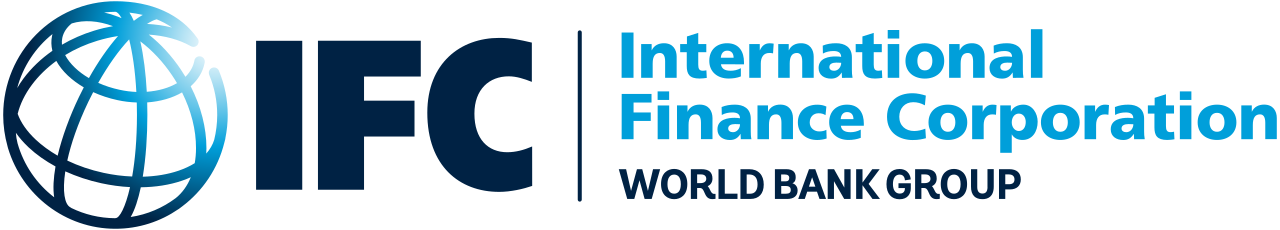 IFC
International
Finance Corporation
WORLD BANK GROUP